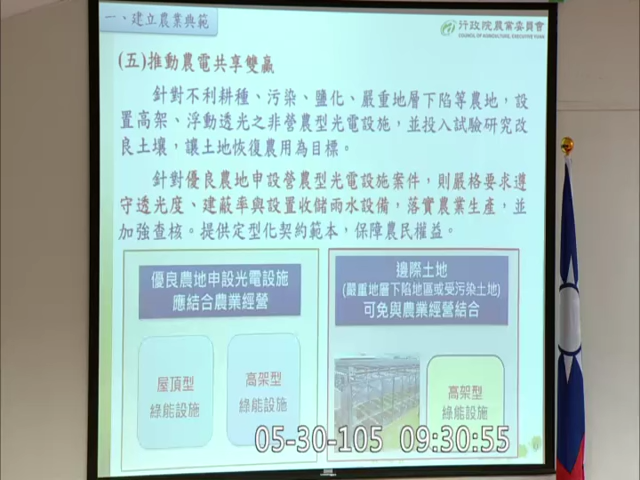 一、建立農業典範
行政院農業委員會
COUNCIL OF AGRICULTURE, EXECUTIVE YUAN
(五)推動農電共享雙贏
針對不利耕種、污染、鹽化、嚴重地層下陷等農地，設
置高架、浮動透光之非營農型光電設施，並投入試驗研究改
良土壤，讓土地恢復農用為目標。
針對優良農地申設營農型光電設施案件，則嚴格要求遵
守透光度、建蔽率與設置收儲雨水設備，落實農業生產，並
加強查核。提供定型化契約範本，保障農民權益。
優良農地申設光電設施
應結合農業經營
屋頂型
綠能設施
高架型
綠能設施
邊際土地
(嚴重地層下陷地區或受污染土地)
可免與農業經營結合
高架型
綠能設施
05-30-105 09:30:55